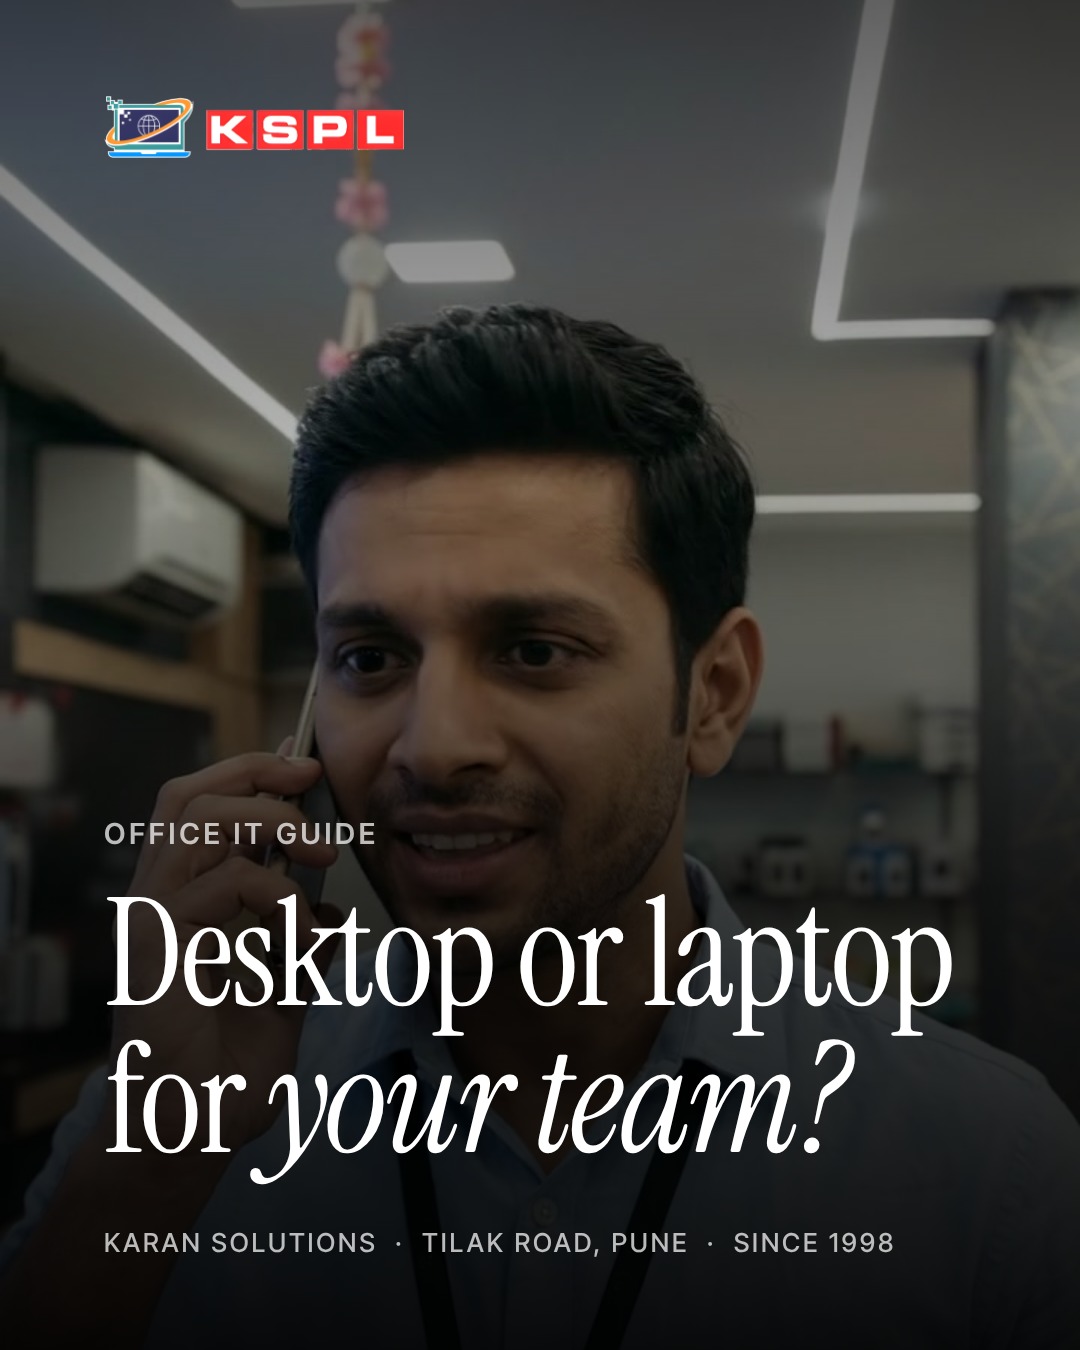 KSPL
OFFICE IT GUIDE
Desktop or laptop
for your team?
KARAN SOLUTIONS · TILAK ROAD, PUNE · SINCE 1998